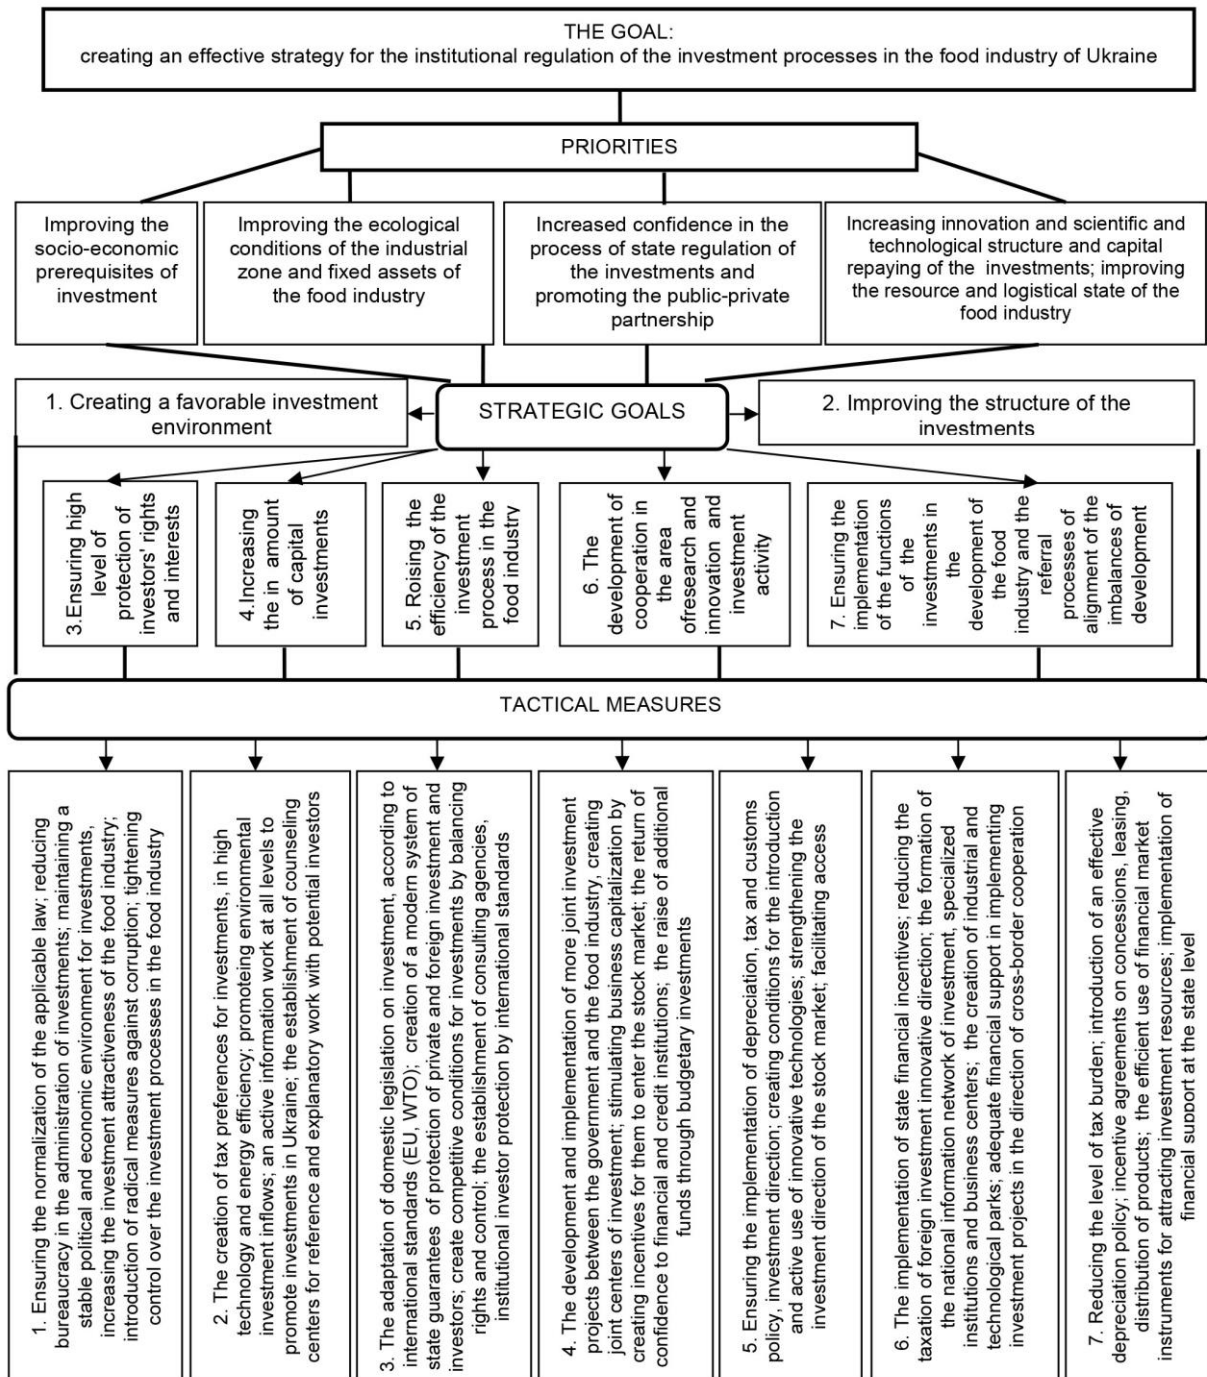 THE GOAL:
creating an effective strategy for the institutional regulation of the investment processes in the food industry of Ukraine
PRIORITIES
Improving the
socio-economic
prerequisites of
investment
Improving the ecological
conditions of the industrial
zone and fixed assets of
the food industry
Increased confidence in the
process of state regulation of
the investments and
promoting the public-private
partnership
Increasing innovation and scientific and
technological structure and capital
repaying of the investments; improving
the resource and logistical state of the
food industry
1. Creating a favorable investment
environment
STRATEGIC GOALS
2. Improving the structure of the
investments
3.Ensuring high
level of
protection of
investors' rights
and interests
4.Increasing
the in amount
of capital
investments
5. Roising the
efficiency of the
investment
process in the
food industry
6. The
development of
cooperation in
the area
ofresearch and
innovation and
investment
activity
7. Ensuring the
implementation
of the functions
of the
investments in
the
development of
the food
industry and the
referral
processes of
alignment of the
imbalances of
development
TACTICAL MEASURES
1. Ensuring the normalization of the applicable law; reducing
bureaucracy in the administration of investments; maintaining a
stable political and economic environment for investments,
increasing the investment attractiveness of the food industry;
introduction of radical measures against corruption; tightening
control over the investment processes in the food industry
2. The creation of tax preferences for investments, in high
technology and energy efficiency; promoteing environmental
investment inflows; an active information work at all levels to
promote investments in Ukraine; the establishment of counseling
centers for reference and explanatory work with potential investors
3. The adaptation of domestic legislation on investment, according to
international standards (EU, WTO); creation of a modern system of
state guarantees of protection of private and foreign investment and
investors; create competitive conditions for investments by balancing
rights and control; the establishment of consulting agencies,
institutional investor protection by international standards
4. The development and implementation of more joint investment
projects between the government and the food industry, creating
joint centers of investment; stimulating business capitalization by
creating incentives for them to enter the stock market; the return of
confidence to financial and credit institutions; the raise of additional
funds through budgetary investments
5. Ensuring the implementation of depreciation, tax and customs
policy, investment direction; creating conditions for the introduction
and active use of innovative technologies; strengthening the
investment direction of the stock market; facilitating access
6. The implementation of state financial incentives; reducing the
taxation of foreign investment innovative direction; the formation of
the national information network of investment, specialized
institutions and business centers; the creation of industrial and
technological parks; adequate financial support in implementing
investment projects in the direction of cross-border cooperation
7. Reducing the level of tax burden; introduction of an effective
depreciation policy; incentive agreements on concessions, leasing,
distribution of products; the efficient use of financial market
instruments for attracting investment resources; implementation of
financial support at the state level